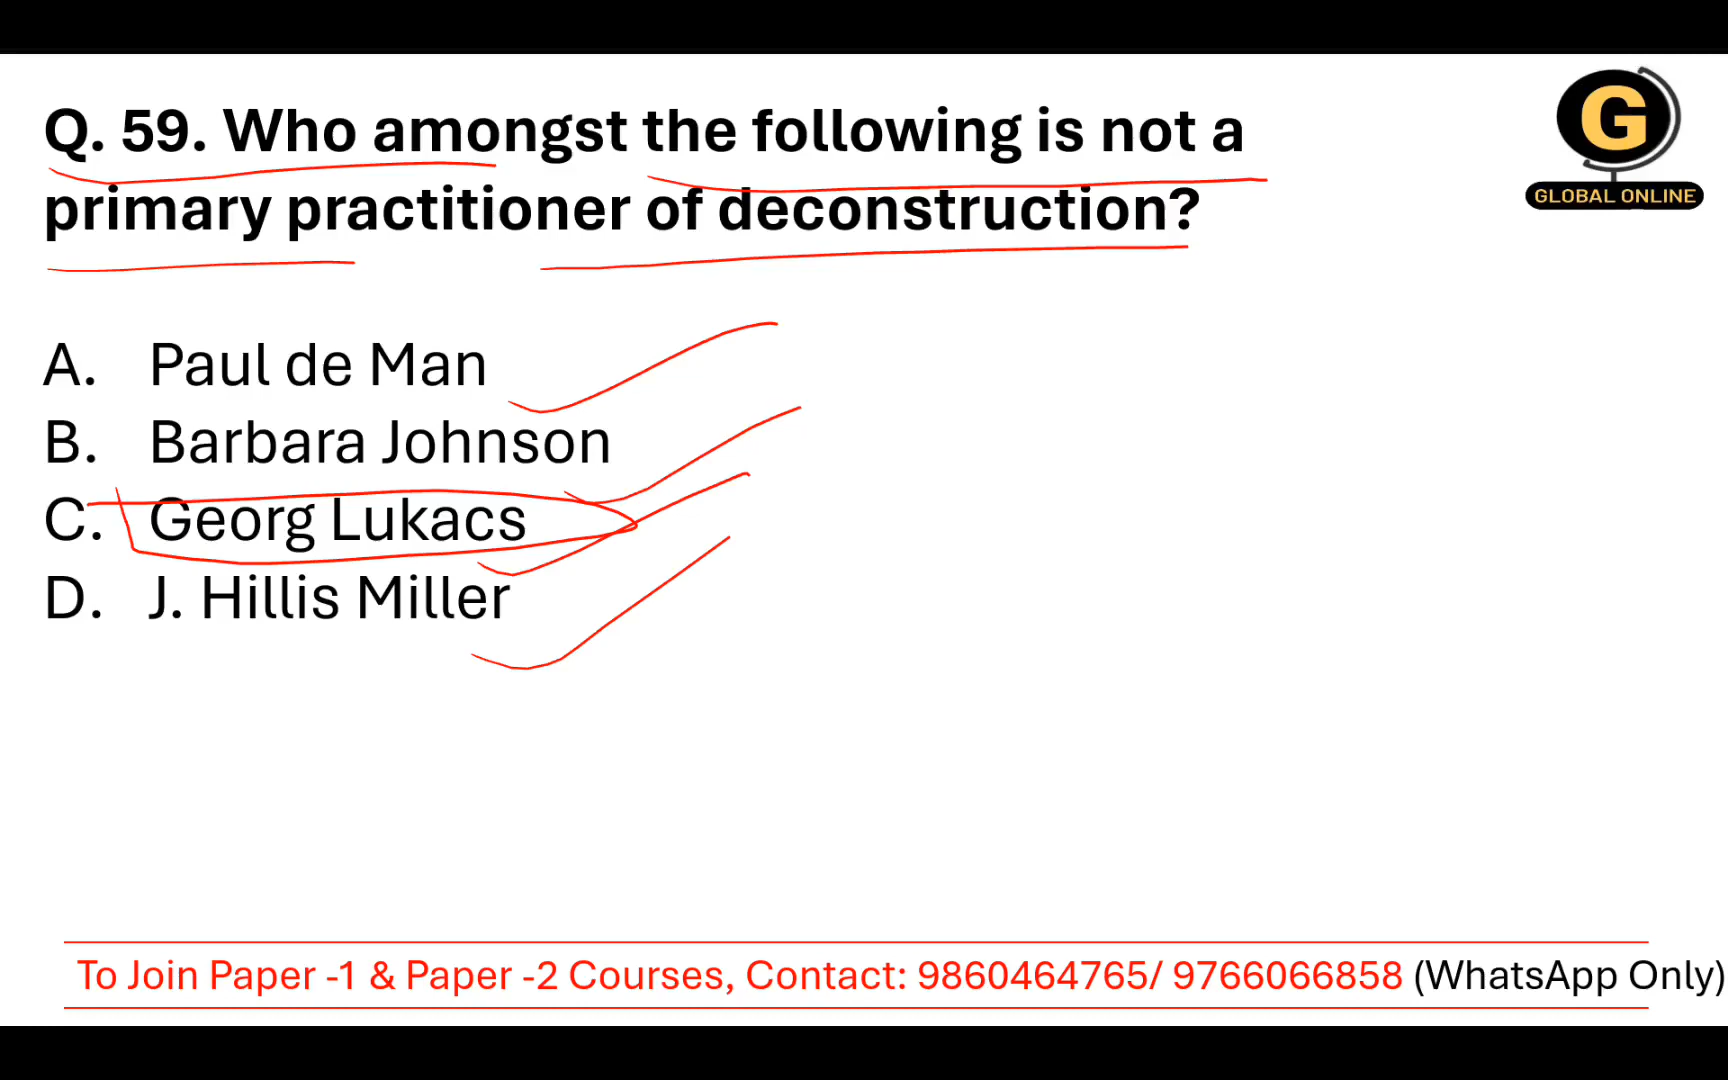 Q. 59. Who amongst the following is not a
primary practitioner of deconstruction?
G
GLOBAL ONLINE
A. Paul de Man
B. Barbara Johnson
C. Georg Lukacs
D. J. Hillis Miller
To Join Paper -1 & Paper -2 Courses, Contact: 9860464765/ 9766066858 (WhatsApp Only)